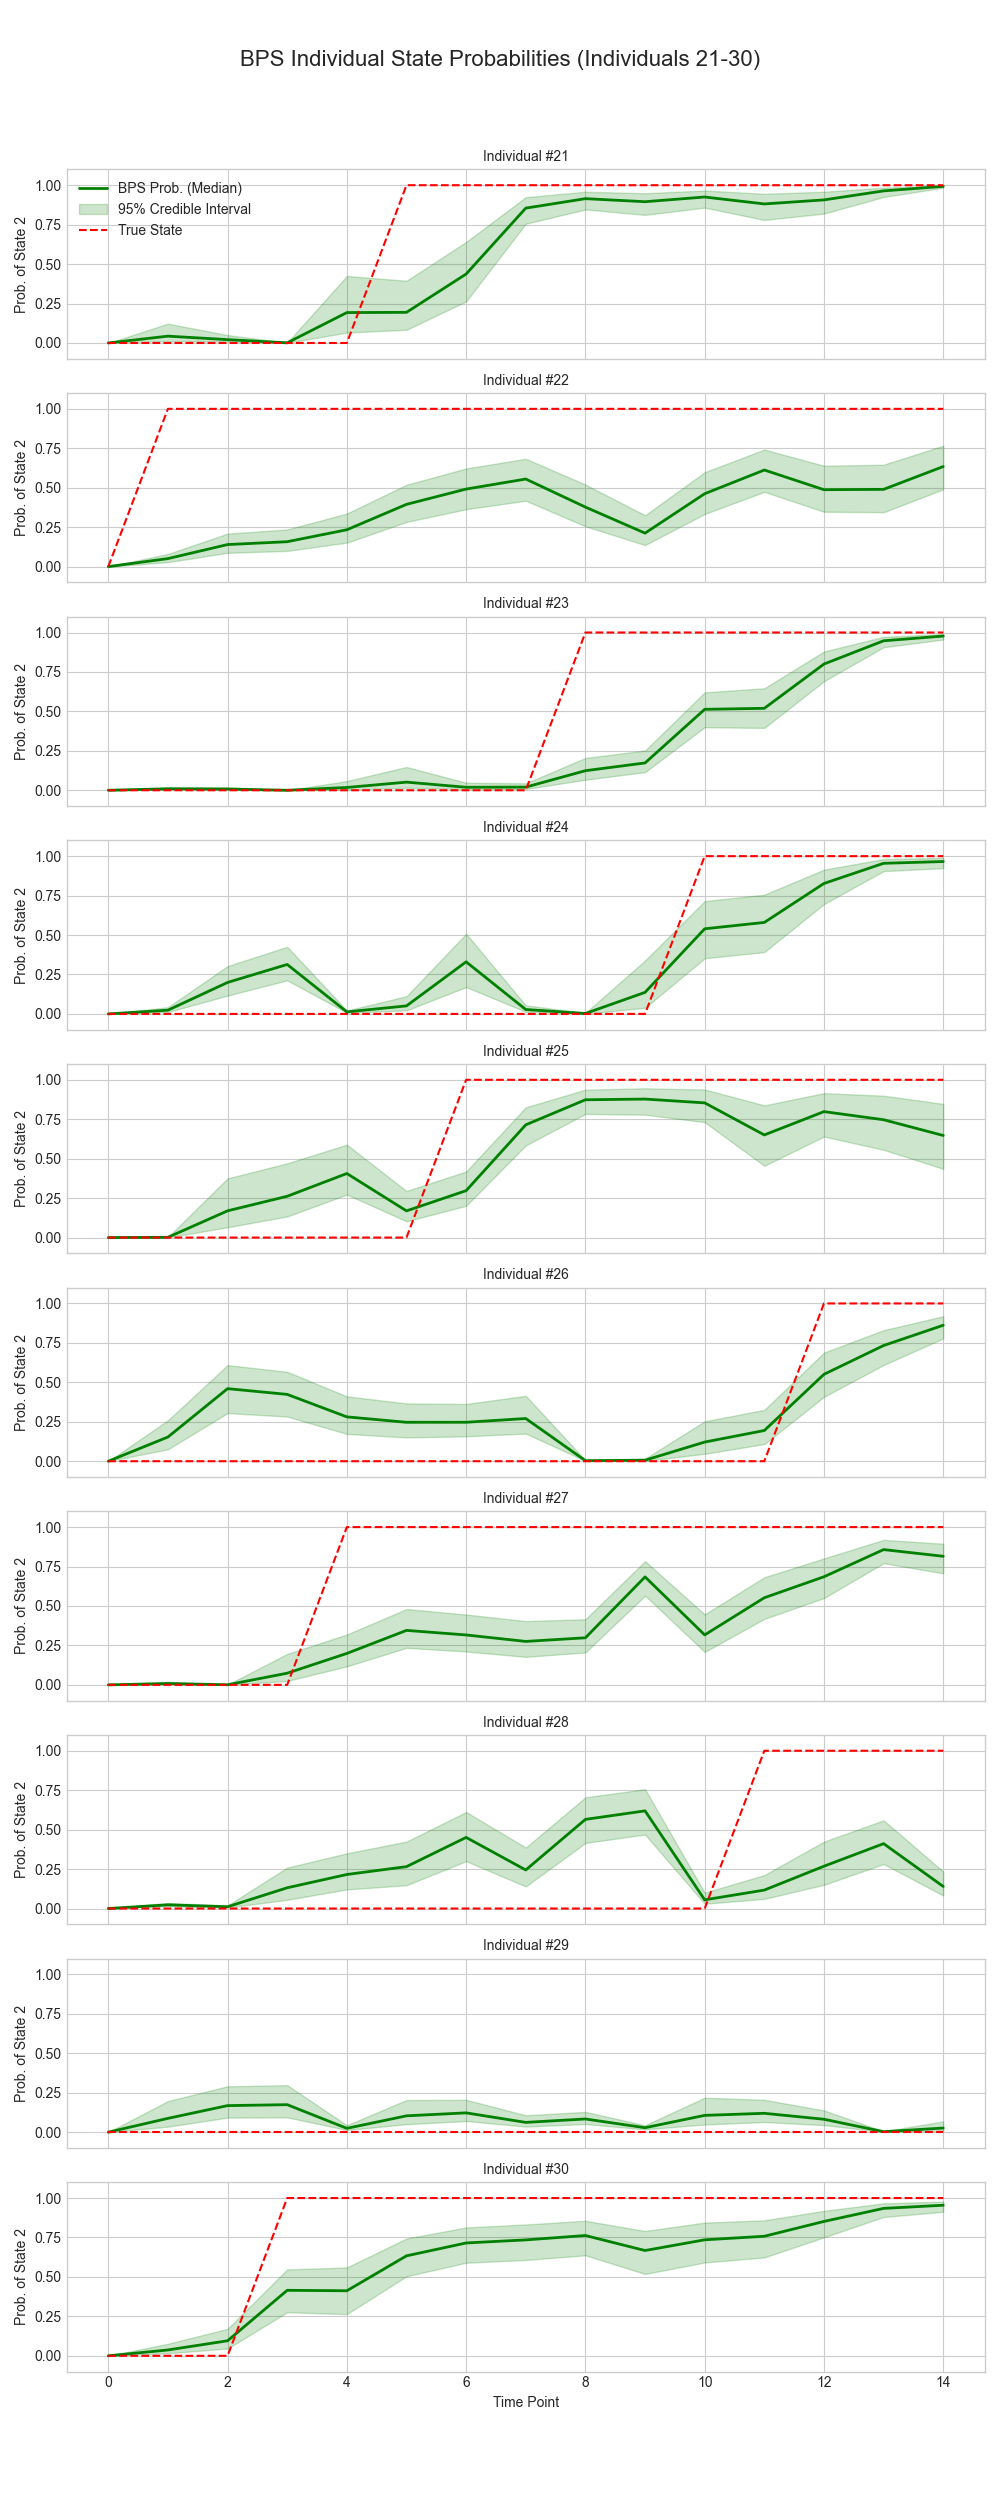 BPS Individual State Probabilities (Individuals 21-30)
Individual #21
1.00
0.75
0.50
0.25
0.00
Prob. of State 2
BPS Prob. (Median)
95% Credible Interval
True State
Individual #22
1.00
0.75
0.50
0.25
0.00
Prob. of State 2
Individual #23
1.00
0.75
0.50
0.25
0.00
Prob. of State 2
Individual #24
1.00
0.75
0.50
0.25
0.00
Prob. of State 2
Individual #25
1.00
0.75
0.50
0.25
0.00
Prob. of State 2
Individual #26
1.00
0.75
0.50
0.25
0.00
Prob. of State 2
Individual #27
1.00
0.75
0.50
0.25
0.00
Prob. of State 2
Individual #28
1.00
0.75
0.50
0.25
0.00
Prob. of State 2
Individual #29
1.00
0.75
0.50
0.25
0.00
Prob. of State 2
Individual #30
1.00
0.75
0.50
0.25
0.00
Prob. of State 2
0 2 4 6 8 10 12 14
Time Point